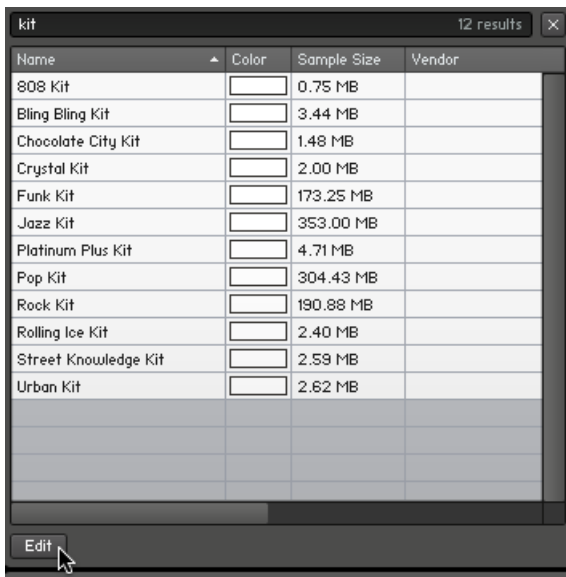 kit 12 results
Name Color Sample Size Vendor
808 Kit 0.75 MB
Bling Bling Kit 3.44 MB
Chocolate City Kit 1.48 MB
Crystal Kit 2.00 MB
Funk Kit 173.25 MB
Jazz Kit 353.00 MB
Platinum Plus Kit 4.71 MB
Pop Kit 304.43 MB
Rock Kit 190.88 MB
Rolling Ice Kit 2.40 MB
Street Knowledge Kit 2.59 MB
Urban Kit 2.62 MB
Edit